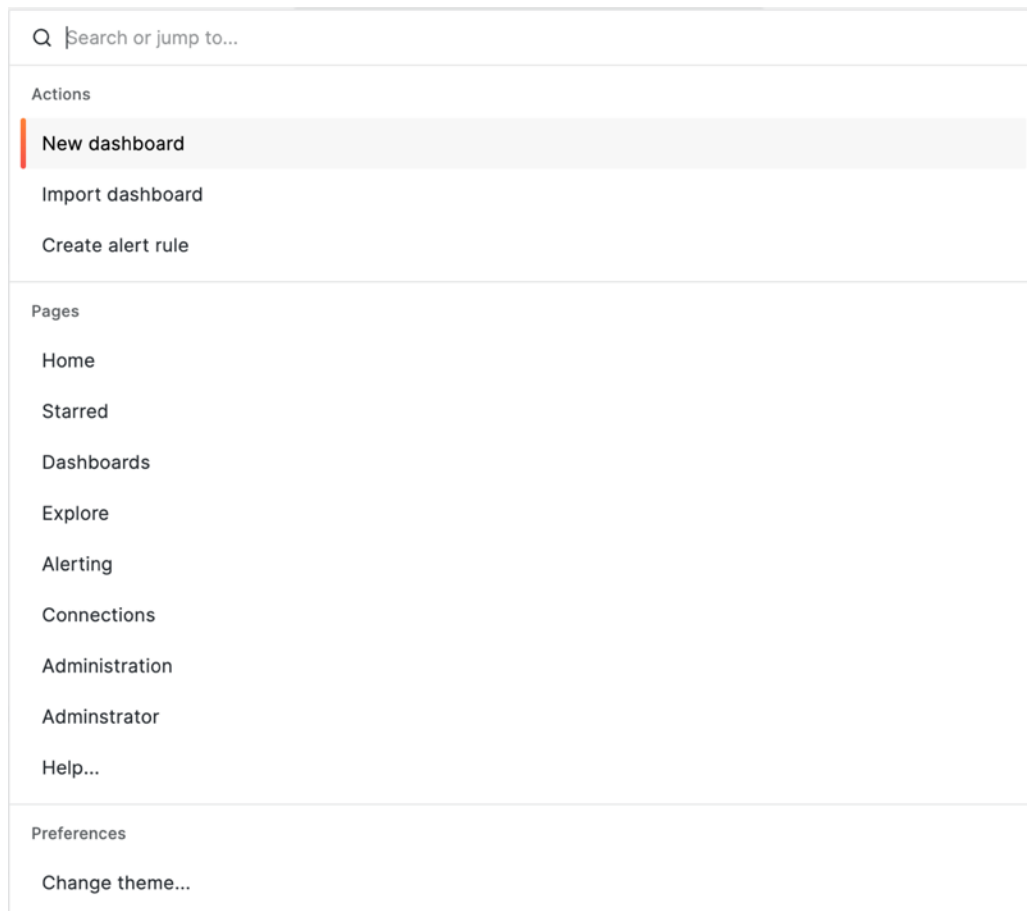 Search or jump to...
Actions
New dashboard
Import dashboard
Create alert rule
Pages
Home
Starred
Dashboards
Explore
Alerting
Connections
Administration
Adminstrator
Help...
Preferences
Change theme...